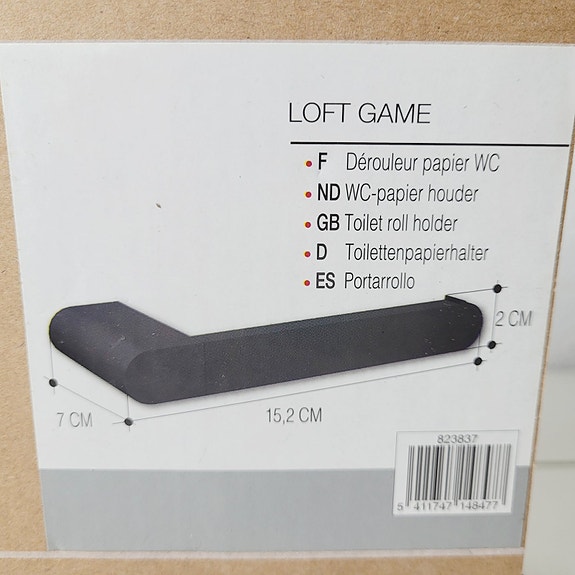 LOFT GAME
• F Dérouleur papier WC
• ND WC-papier houder
• GB Toilet roll holder
• D Toilettenpapierhalter
• ES Portarrollo
2 CM
7 CM
15,2 CM
823837
5 411747 148477